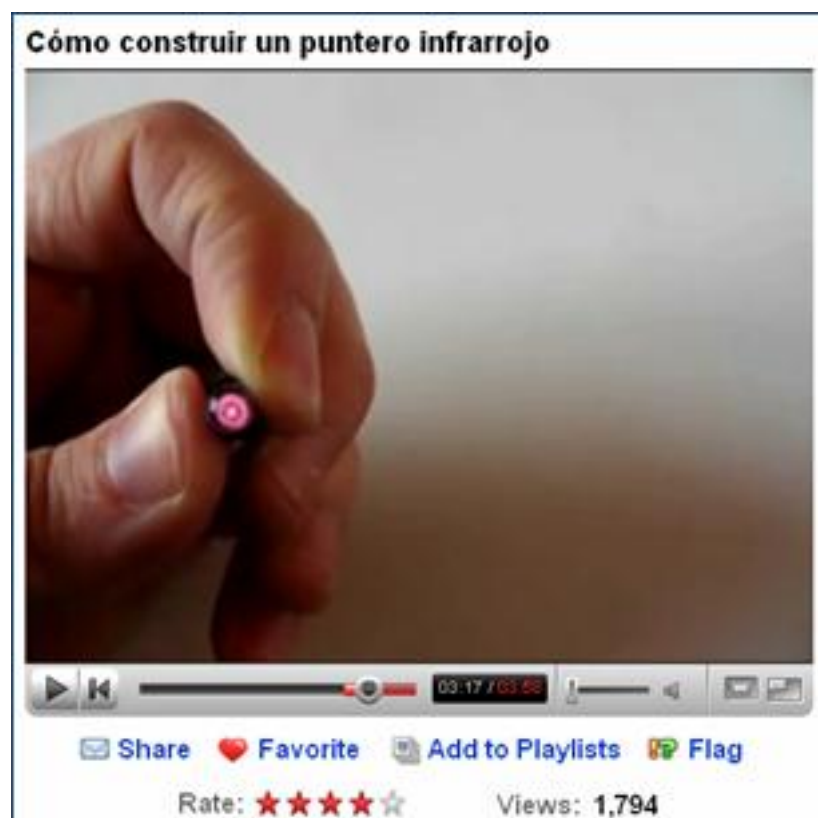 Cómo construir un puntero infrarrojo
03:17 / 03:58
Share Favorite Add to Playlists Flag
Rate: Views: 1,794